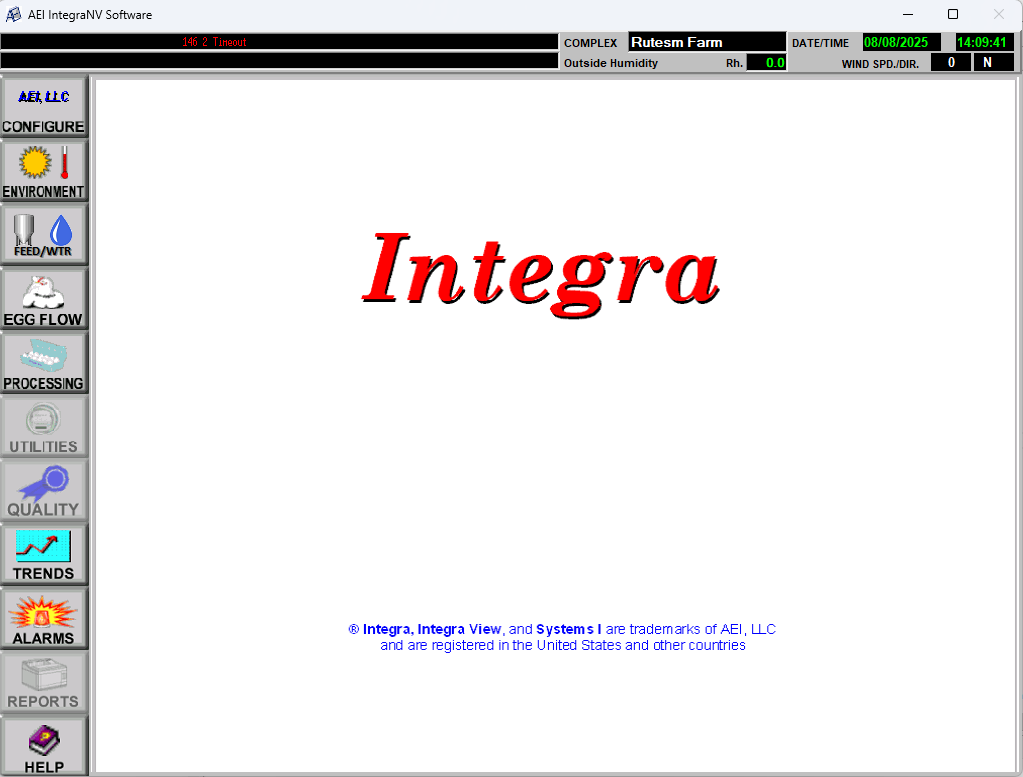 AEI IntegraNV Software
146 2 Timeout
COMPLEX Rutesm Farm DATE/TIME 08/08/2025 14:09:41
Outside Humidity Rh. 0.0 WIND SPD./DIR. 0 N
AEI, LLC
CONFIGURE
ENVIRONMENT
FEED/WTR
EGG FLOW
PROCESSING
UTILITIES
QUALITY
TRENDS
ALARMS
REPORTS
HELP
Integra
® Integra, Integra View, and Systems I are trademarks of AEI, LLC
and are registered in the United States and other countries